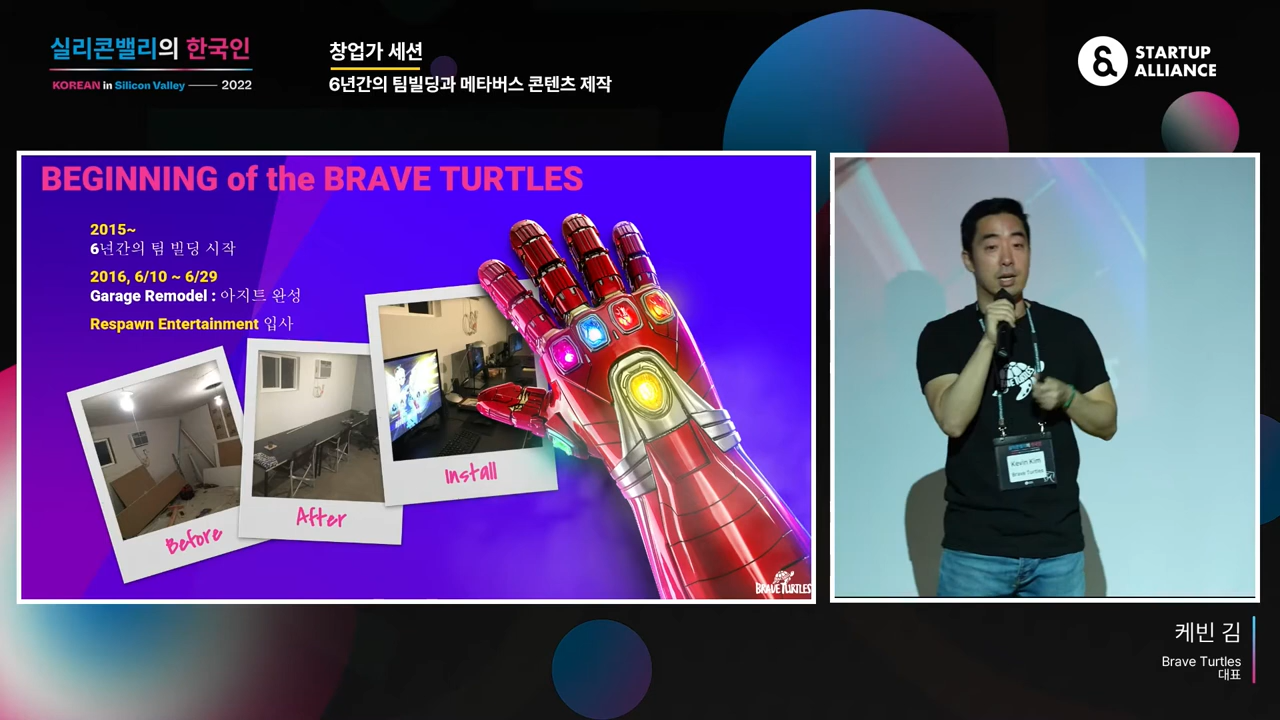 실리콘밸리의 한국인
KOREAN in Silicon Valley 2022
창업가 세션
6년간의 팀빌딩과 메타버스 콘텐츠 제작
STARTUP
ALLIANCE
BEGINNING of the BRAVE TURTLES
2015~
6년간의 팀 빌딩 시작
2016, 6/10 ~ 6/29
Garage Remodel : 아지트 완성
Respawn Entertainment 입사
Before
After
Install
BRAVE TURTLES
Kevin Kim
Brave Turtles
케빈 김
Brave Turtles
대표